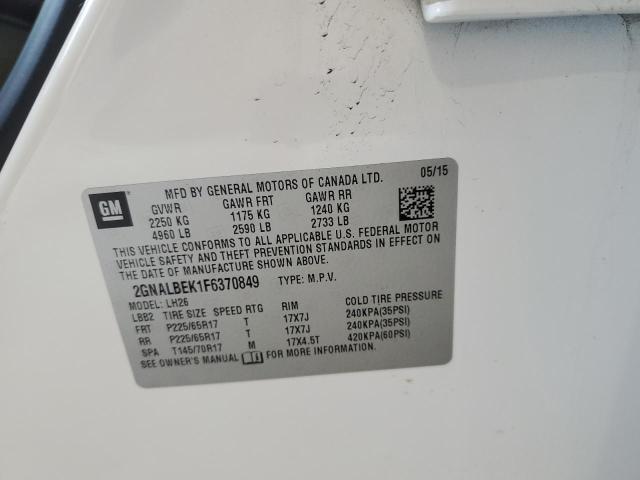 MFD BY GENERAL MOTORS OF CANADA LTD. 05/15
GM
GVWR GAWR FRT GAWR RR
2250 KG 1175 KG 1240 KG
4960 LB 2590 LB 2733 LB
THIS VEHICLE CONFORMS TO ALL APPLICABLE U.S. FEDERAL MOTOR
VEHICLE SAFETY AND THEFT PREVENTION STANDARDS IN EFFECT ON
THE DATE OF MANUFACTURE SHOWN ABOVE.
2GNALBEK1F6370849 TYPE: M.P.V.
MODEL: LH26
LBB2 TIRE SIZE SPEED RTG RIM COLD TIRE PRESSURE
FRT P225/65R17 T 17X7J 240KPA(35PSI)
RR P225/65R17 T 17X7J 240KPA(35PSI)
SPA T145/70R17 M 17X4.5T 420KPA(60PSI)
SEE OWNER'S MANUAL FOR MORE INFORMATION.